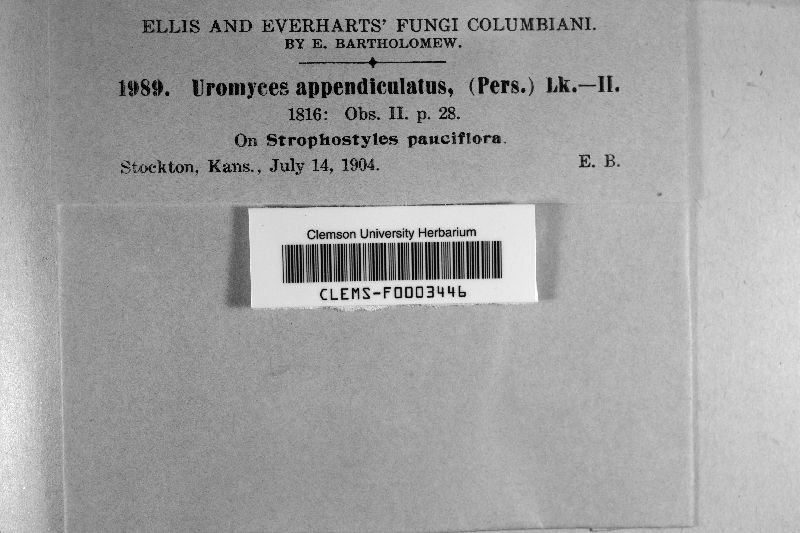 ELLIS AND EVERHARTS' FUNGI COLUMBIANI.
BY E. BARTHOLOMEW.
1989. Uromyces appendiculatus, (Pers.) Lk.—II.
1816: Obs. II. p. 28.
On Strophostyles pauciflora.
Stockton, Kans., July 14, 1904. E. B.
Clemson University Herbarium
CLEMS-F0003446